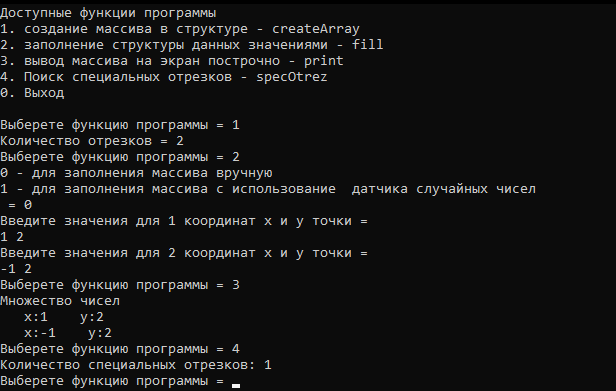 Доступные функции программы
1. создание массива в структуре - createArray
2. заполнение структуры данных значениями - fill
3. вывод массива на экран построчно - print
4. Поиск специальных отрезков - specOtrez
0. Выход
Выберете функцию программы = 1
Количество отрезков = 2
Выберете функцию программы = 2
0 - для заполнения массива вручную
1 - для заполнения массива с использование  датчика случайных чисел
 = 0
Введите значения для 1 координат x и y точки =
1 2
Введите значения для 2 координат x и y точки =
-1 2
Выберете функцию программы = 3
Множество чисел
   x:1    y:2
   x:-1    y:2
Выберете функцию программы = 4
Количество специальных отрезков: 1
Выберете функцию программы =